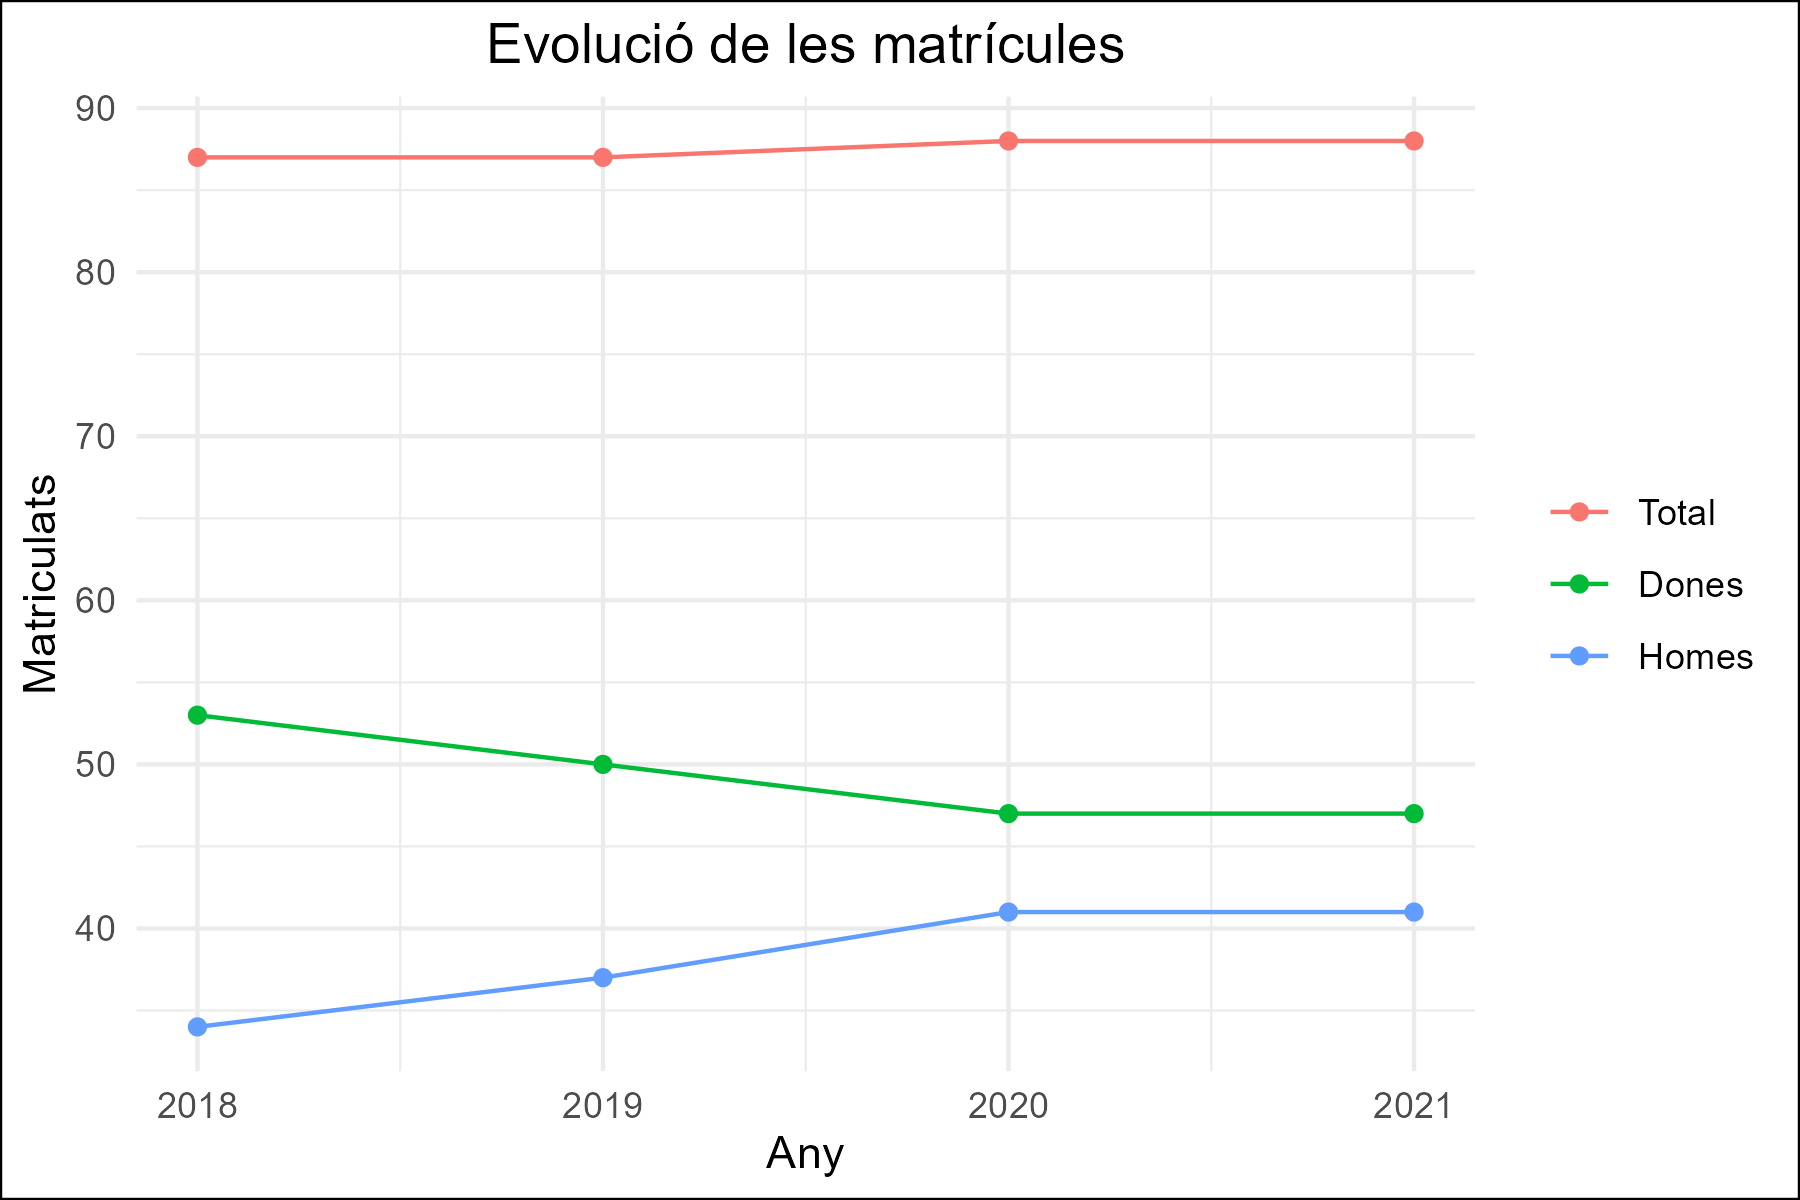 Evolució de les matrícules
90
80
70
60
50
40
Matriculats
2018
2019
2020
2021
Any
Total
Dones
Homes